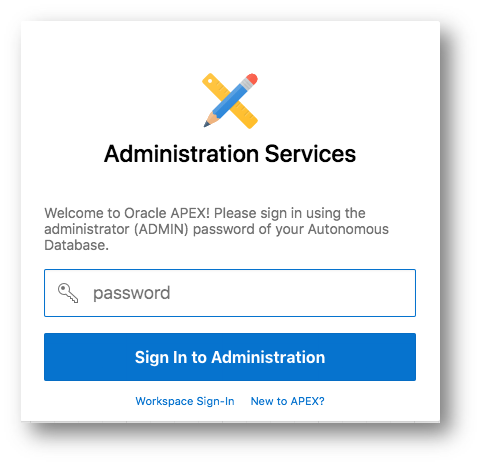 Administration Services
Welcome to Oracle APEX! Please sign in using the
administrator (ADMIN) password of your Autonomous
Database.
password
Sign In to Administration
Workspace Sign-In New to APEX?